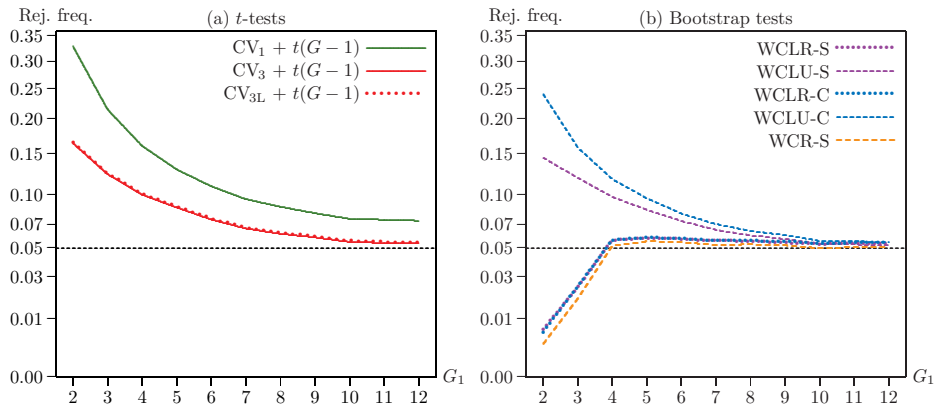 Rej. freq.
(a) t-tests
0.35
0.30
0.25
0.20
0.15
0.10
0.07
0.05
0.03
0.01
0.00
CV₁ + t(G − 1)
CV₃ + t(G − 1)
CV₃L + t(G − 1)
2 3 4 5 6 7 8 9 10 11 12
G₁
Rej. freq.
(b) Bootstrap tests
0.35
0.30
0.25
0.20
0.15
0.10
0.07
0.05
0.03
0.01
0.00
WCLR-S
WCLU-S
WCLR-C
WCLU-C
WCR-S
2 3 4 5 6 7 8 9 10 11 12
G₁